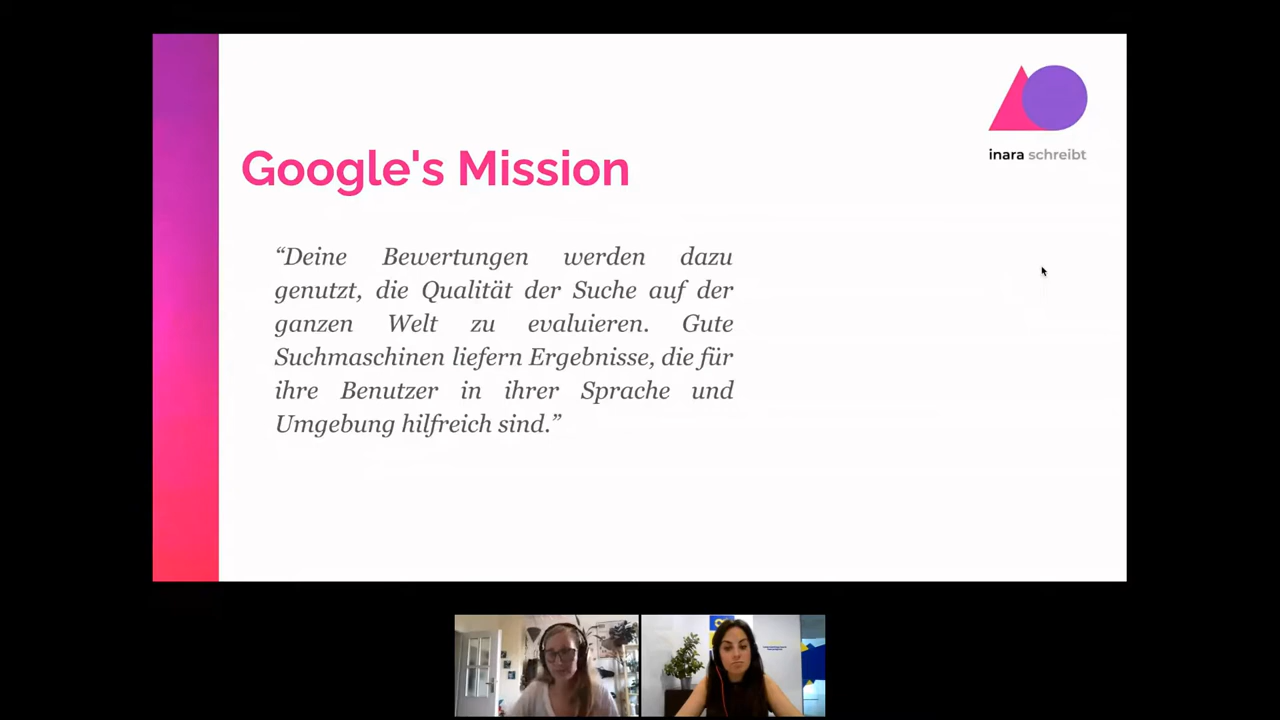 inara schreibt
Google's Mission
“Deine Bewertungen werden dazu
genutzt, die Qualität der Suche auf der
ganzen Welt zu evaluieren. Gute
Suchmaschinen liefern Ergebnisse, die für
ihre Benutzer in ihrer Sprache und
Umgebung hilfreich sind.”